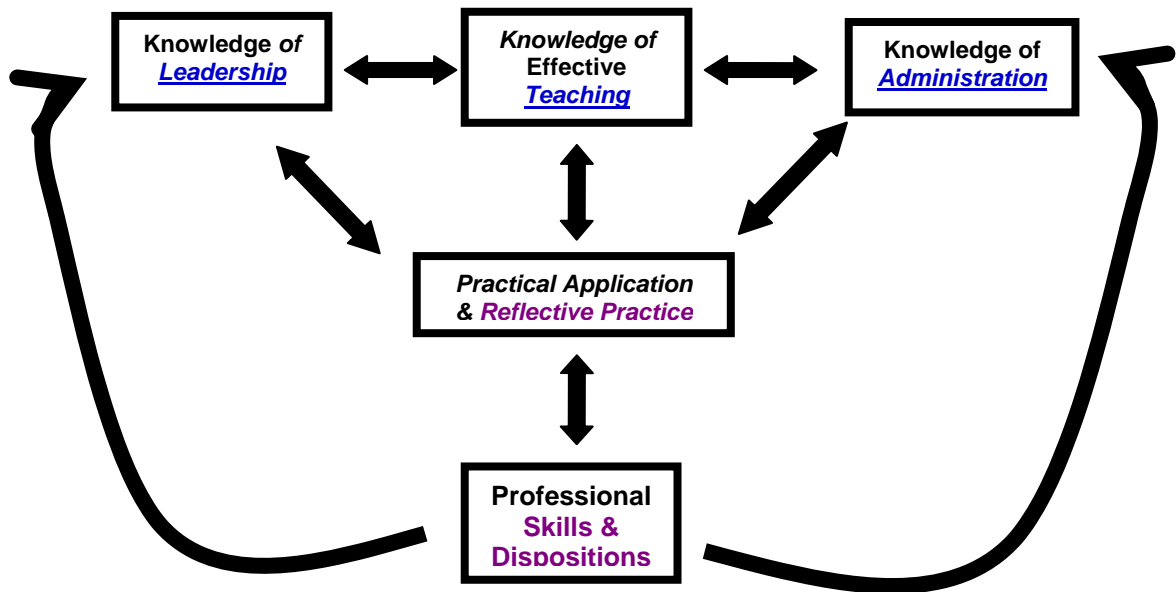 Knowledge of
Leadership
Knowledge of
Effective
Teaching
Knowledge of
Administration
Practical Application
& Reflective Practice
Professional
Skills &
Dispositions